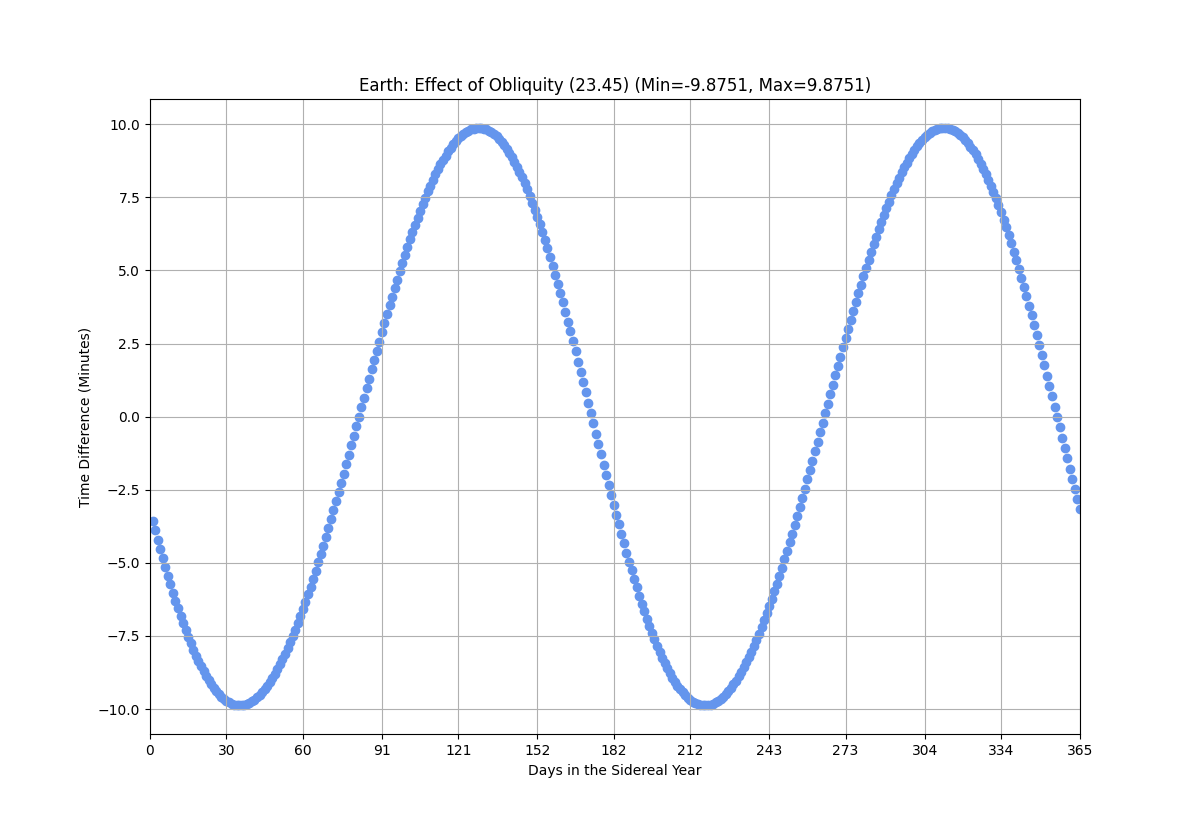 Earth: Effect of Obliquity (23.45) (Min=-9.8751, Max=9.8751)
10.0
7.5
5.0
2.5
0.0
−2.5
−5.0
−7.5
−10.0
Time Difference (Minutes)
0 30 60 91 121 152 182 212 243 273 304 334 365
Days in the Sidereal Year